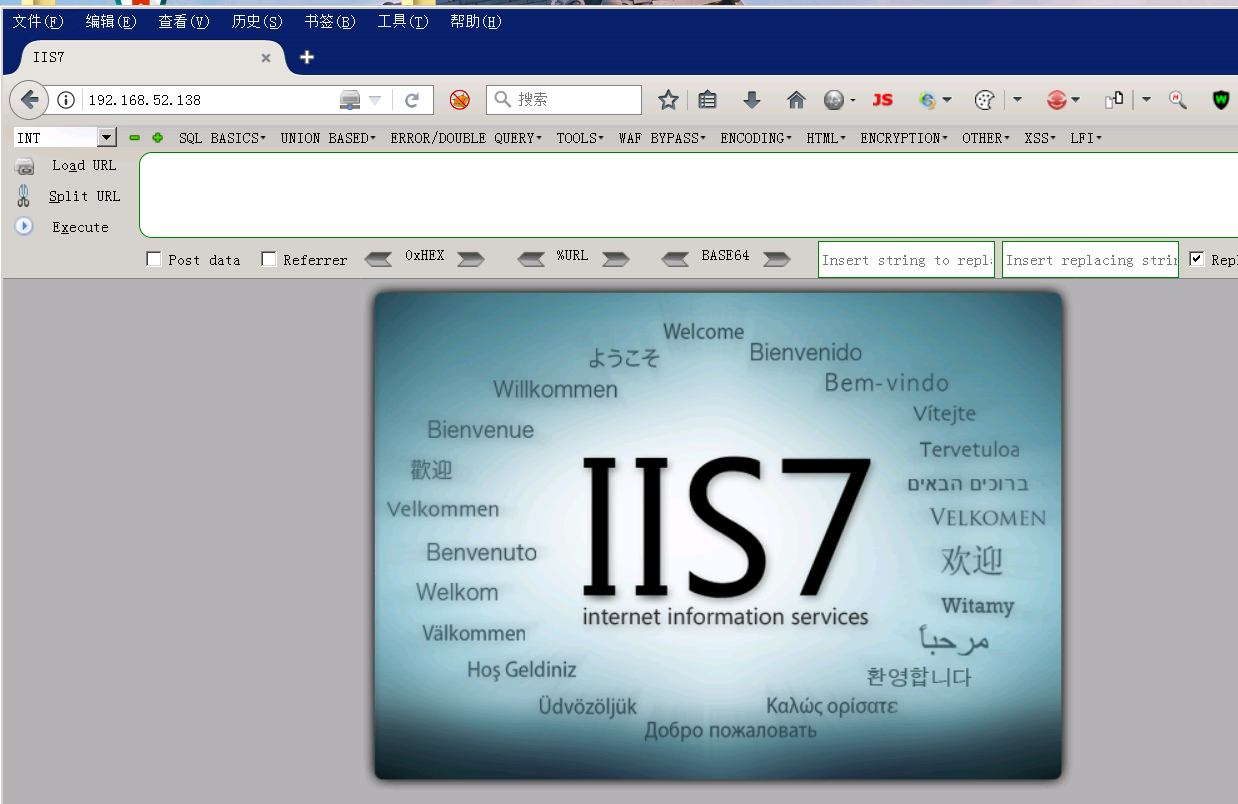 文件(F) 编辑(E) 查看(V) 历史(S) 书签(B) 工具(T) 帮助(H)
IIS7
192.168.52.138 搜索 JS
INT SQL BASICS UNION BASED ERROR/DOUBLE QUERY TOOLS WAF BYPASS ENCODING HTML ENCRYPTION OTHER XSS LFI
Load URL
Split URL
Execute
Post data Referrer 0xHEX %URL BASE64 Insert string to repl Insert replacing strin Repl
Welcome
ようこそ
Bienvenido
Willkommen
Bem-vindo
Vítejte
Bienvenue
Tervetuloa
歡迎
ברוכים הבאים
Velkommen
VELKOMEN
IIS7
Benvenuto
欢迎
Welkom
Witamy
internet information services
Välkommen
مرحباً
Hoş Geldiniz
환영합니다
Üdvözöljük
Καλώς ορίσατε
Добро пожаловать